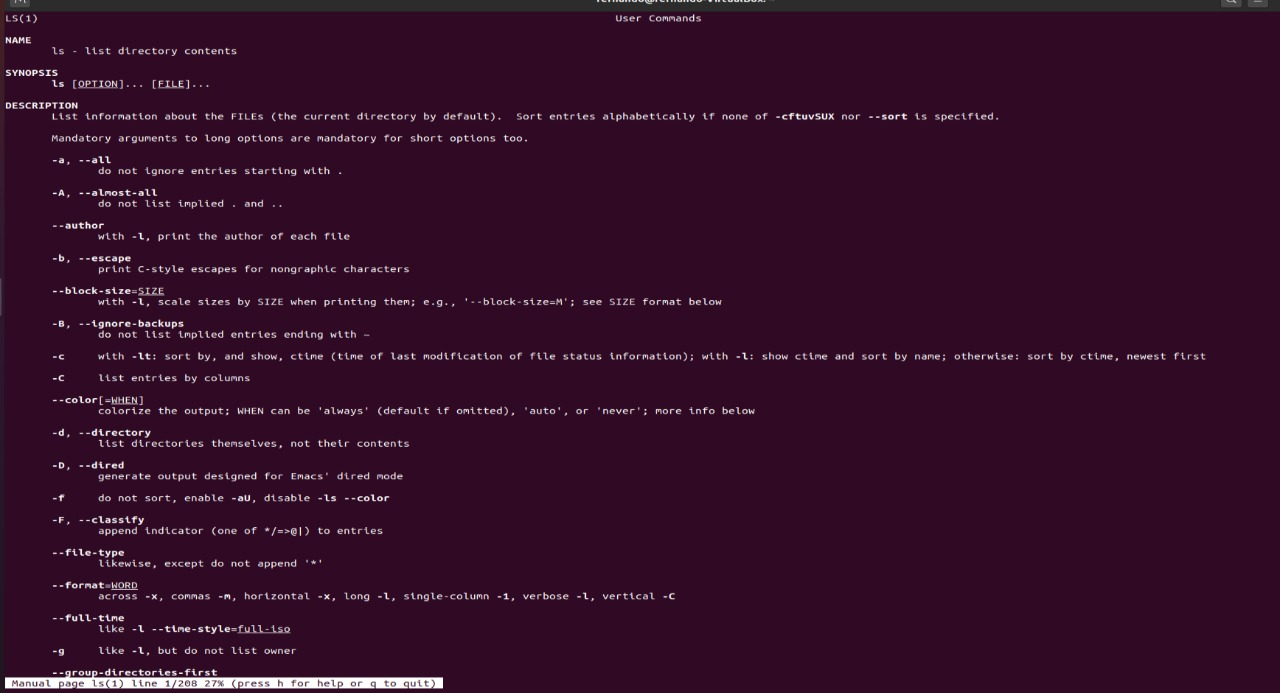 fernando@fernando-VirtualBox: ~
LS(1) User Commands
NAME
ls - list directory contents
SYNOPSIS
ls [OPTION]... [FILE]...
DESCRIPTION
List information about the FILEs (the current directory by default). Sort entries alphabetically if none of -cftuvSUX nor --sort is specified.
Mandatory arguments to long options are mandatory for short options too.
-a, --all
do not ignore entries starting with .
-A, --almost-all
do not list implied . and ..
--author
with -l, print the author of each file
-b, --escape
print C-style escapes for nongraphic characters
--block-size=SIZE
with -l, scale sizes by SIZE when printing them; e.g., '--block-size=M'; see SIZE format below
-B, --ignore-backups
do not list implied entries ending with ~
-c with -lt: sort by, and show, ctime (time of last modification of file status information); with -l: show ctime and sort by name; otherwise: sort by ctime, newest first
-C list entries by columns
--color[=WHEN]
colorize the output; WHEN can be 'always' (default if omitted), 'auto', or 'never'; more info below
-d, --directory
list directories themselves, not their contents
-D, --dired
generate output designed for Emacs' dired mode
-f do not sort, enable -aU, disable -ls --color
-F, --classify
append indicator (one of */=>@|) to entries
--file-type
likewise, except do not append '*'
--format=WORD
across -x, commas -m, horizontal -x, long -l, single-column -1, verbose -l, vertical -C
--full-time
like -l --time-style=full-iso
-g like -l, but do not list owner
--group-directories-first
Manual page ls(1) line 1/208 27% (press h for help or q to quit)